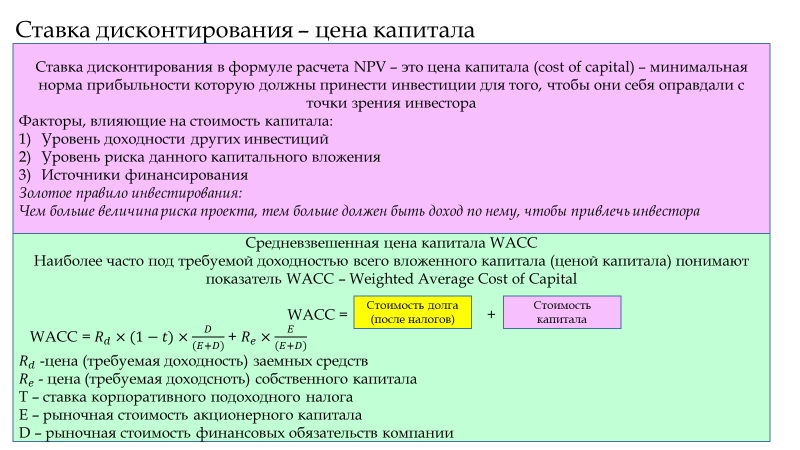 Ставка дисконтирования – цена капитала
Ставка дисконтирования в формуле расчета NPV – это цена капитала (cost of capital) – минимальная
норма прибыльности которую должны принести инвестиции для того, чтобы они себя оправдали с
точки зрения инвестора
Факторы, влияющие на стоимость капитала:
1) Уровень доходности других инвестиций
2) Уровень риска данного капитального вложения
3) Источники финансирования
Золотое правило инвестирования:
Чем больше величина риска проекта, тем больше должен быть доход по нему, чтобы привлечь инвестора
Средневзвешенная цена капитала WACC
Наиболее часто под требуемой доходностью всего вложенного капитала (ценой капитала) понимают
показатель WACC – Weighted Average Cost of Capital
WACC = Стоимость долга (после налогов) + Стоимость капитала
WACC = R_d × (1 − t) × D/(E+D) + R_e × E/(E+D)
R_d -цена (требуемая доходность) заемных средств
R_e - цена (требуемая доходсноть) собственного капитала
T – ставка корпоративного подоходного налога
E – рыночная стоимость акционерного капитала
D – рыночная стоимость финансовых обязательств компании